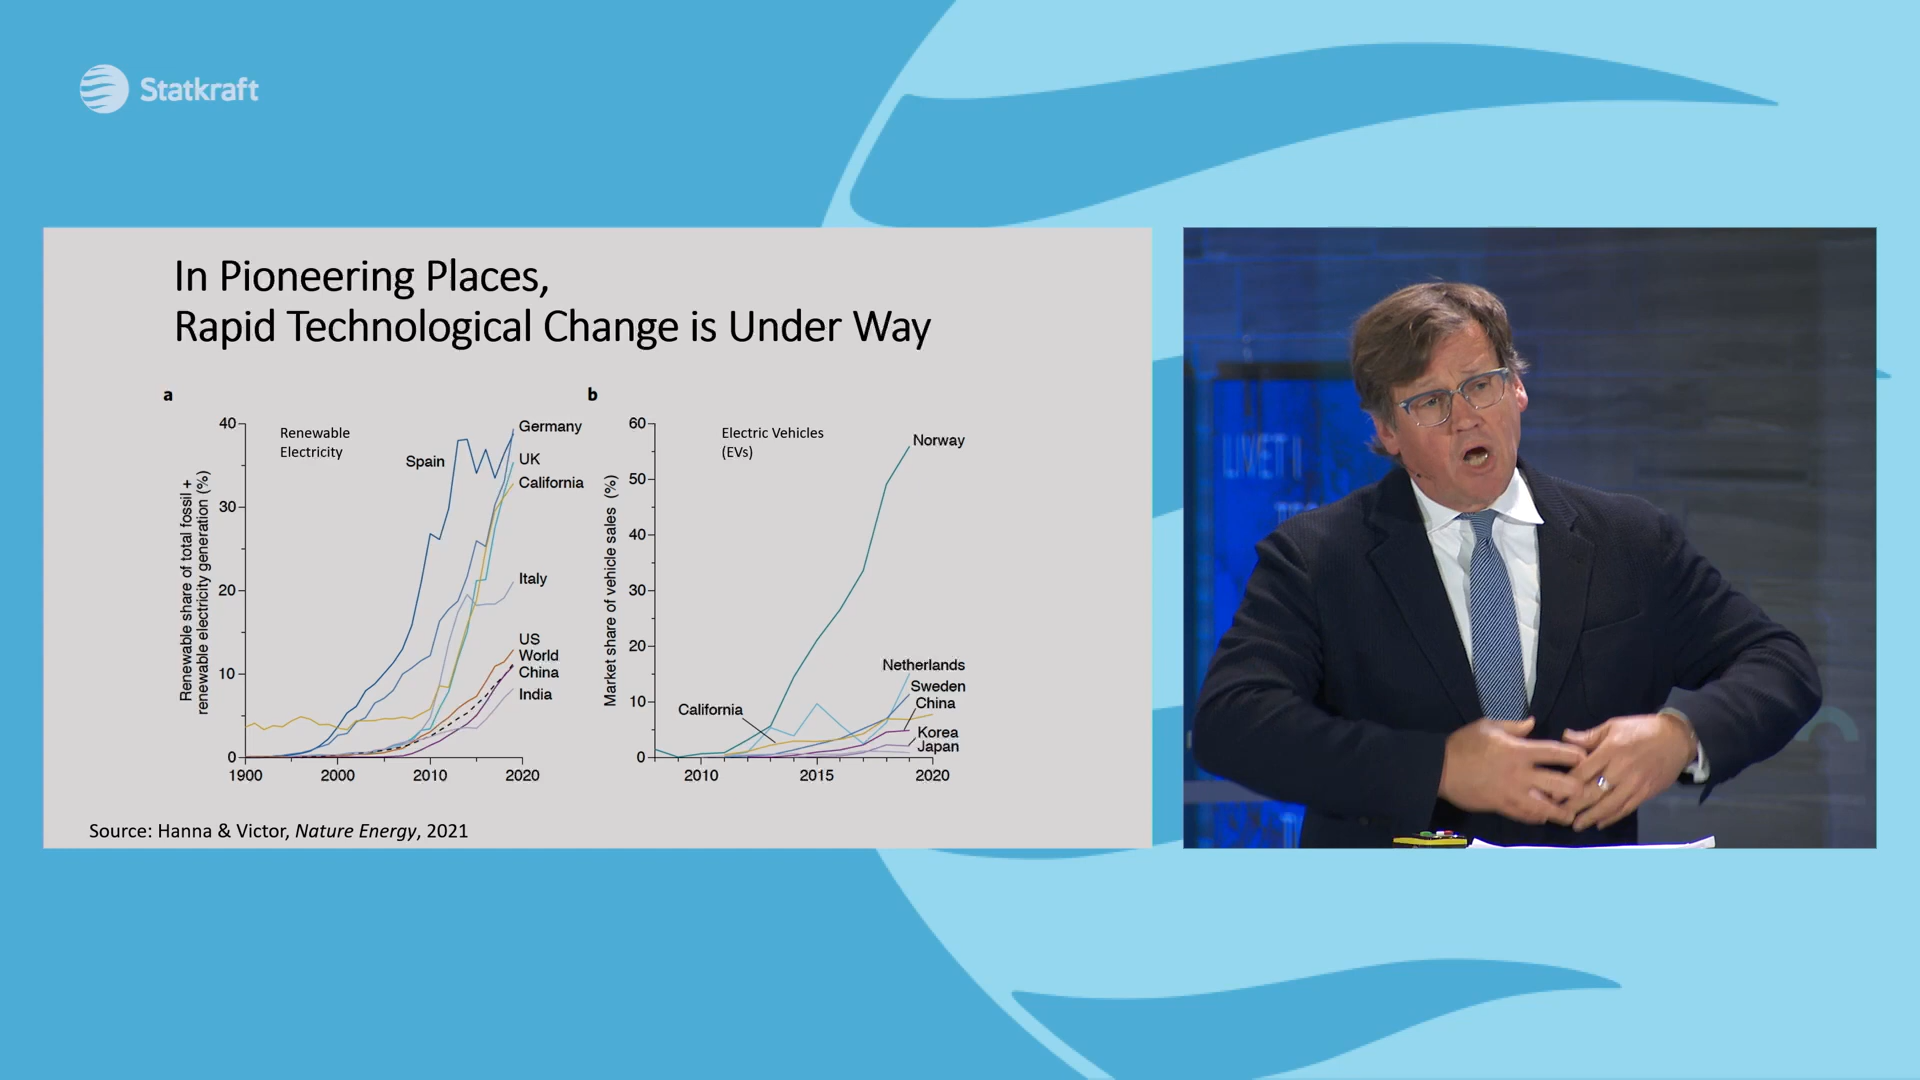 Statkraft
In Pioneering Places,
Rapid Technological Change is Under Way
a
Renewable share of total fossil +
renewable electricity generation (%)
40
30
20
10
0
1900
2000
2010
2020
Renewable
Electricity
Spain
Germany
UK
California
Italy
US
World
China
India
b
Market share of vehicle sales (%)
60
50
40
30
20
10
0
2010
2015
2020
Electric Vehicles
(EVs)
Norway
Netherlands
Sweden
China
California
Korea
Japan
Source: Hanna & Victor, Nature Energy, 2021